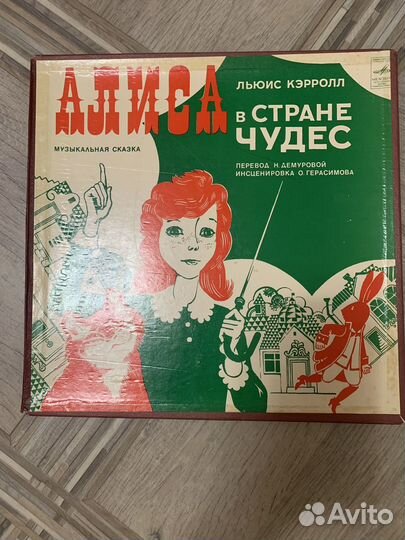 АЛИСА
ЛЬЮИС КЭРРОЛЛ
В СТРАНЕ
ЧУДЕС
МУЗЫКАЛЬНАЯ СКАЗКА
ПЕРЕВОД Н. ДЕМУРОВОЙ
ИНСЦЕНИРОВКА О. ГЕРАСИМОВА
Avito